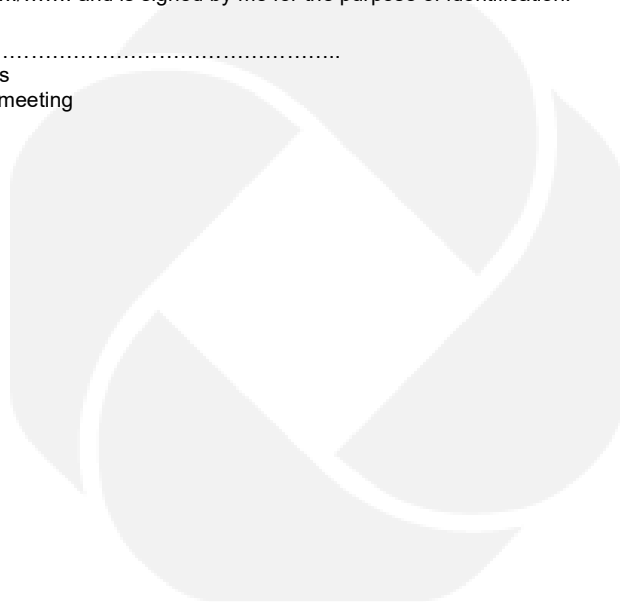 and is signed by me for the purpose of identification.
……………………………………………..
s
meeting